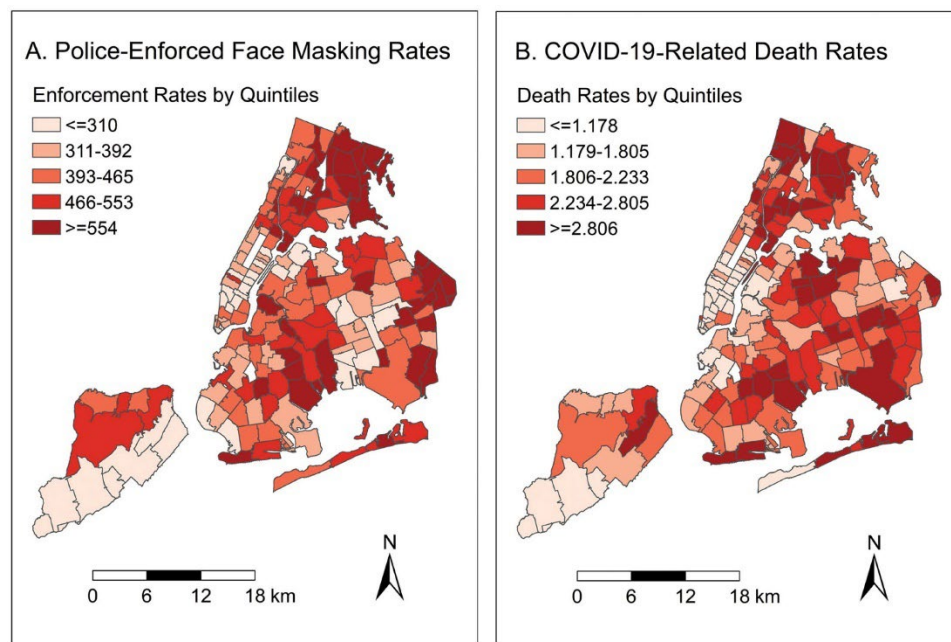 A. Police-Enforced Face Masking Rates
Enforcement Rates by Quintiles
<=310
311-392
393-465
466-553
>=554
N
0 6 12 18 km
B. COVID-19-Related Death Rates
Death Rates by Quintiles
<=1.178
1.179-1.805
1.806-2.233
2.234-2.805
>=2.806
N
0 6 12 18 km